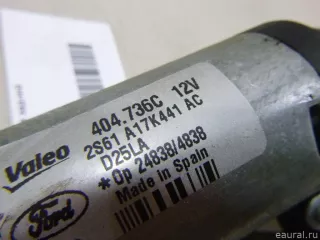 Valeo
404.736C 12V
2S61 A17K441 AC
D25LA
*Op 24838/4838
Made in Spain
Ford
eaural.ru